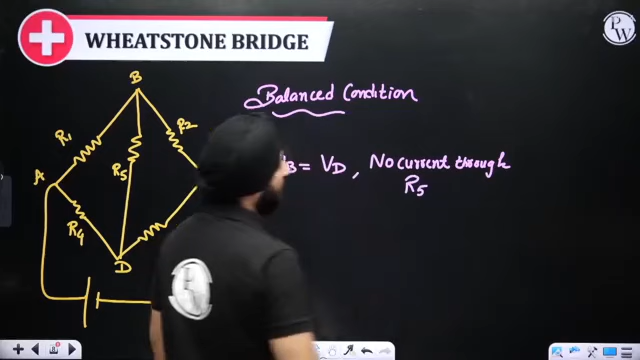 WHEATSTONE BRIDGE
PW
B
Balanced Condition
R1
R2
A
R5
B = VD, No current through
R5
R4
D